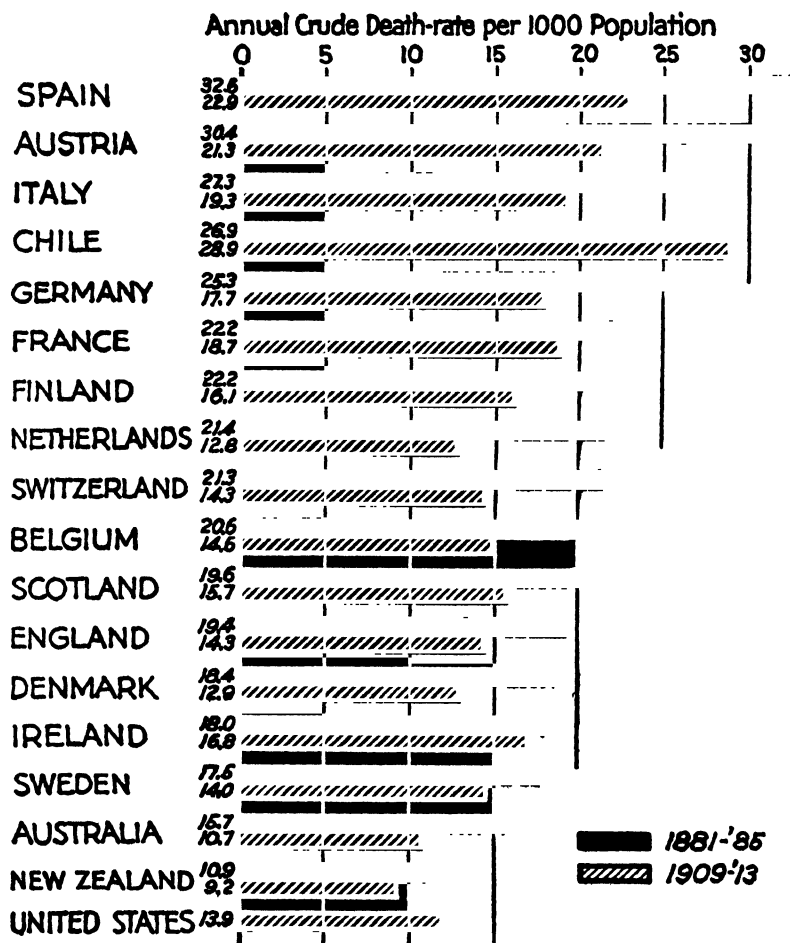 Annual Crude Death-rate per 1000 Population
0 5 10 15 20 25 30
SPAIN 32.6
22.9
AUSTRIA 30.4
21.3
ITALY 27.3
19.3
CHILE 26.9
28.9
GERMANY 25.3
17.7
FRANCE 22.2
18.7
FINLAND 22.2
16.1
NETHERLANDS 21.4
12.8
SWITZERLAND 21.3
14.3
BELGIUM 20.6
14.6
SCOTLAND 19.6
15.7
ENGLAND 19.4
14.3
DENMARK 18.4
12.9
IRELAND 18.0
16.8
SWEDEN 17.5
14.0
AUSTRALIA 15.7
10.7
NEW ZEALAND 10.9
9.2
UNITED STATES 13.9
1881-'85
1909-'13